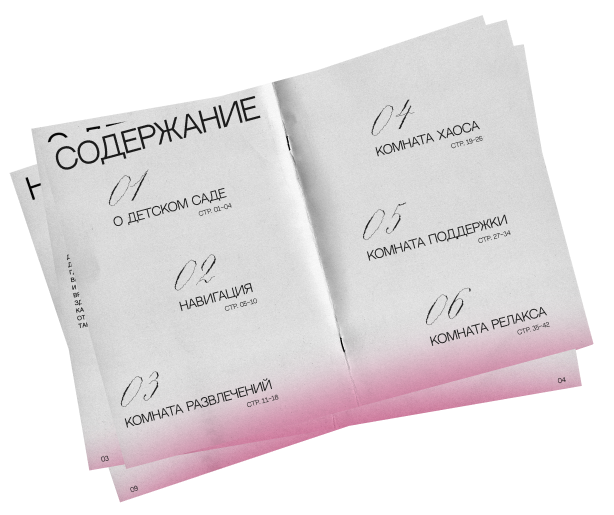 СОДЕРЖАНИЕ
01
О ДЕТСКОМ САДЕ
СТР. 01–04
02
НАВИГАЦИЯ
СТР. 05–10
03
КОМНАТА РАЗВЛЕЧЕНИЙ
СТР. 11–18
04
КОМНАТА ХАОСА
СТР. 19–26
05
КОМНАТА ПОДДЕРЖКИ
СТР. 27–34
06
КОМНАТА РЕЛАКСА
СТР. 35–42
Н
03
09
04